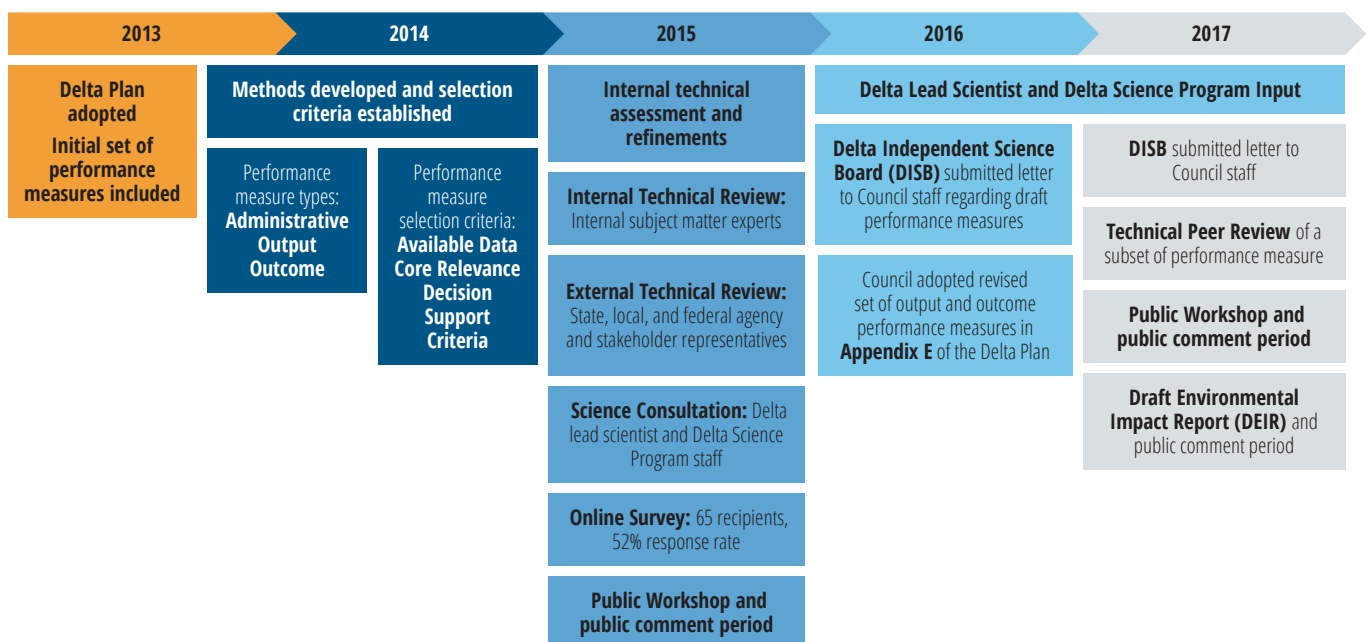 2013
2014
2015
2016
2017
Delta Plan
adopted
Initial set of
performance
measures included
Methods developed and selection
criteria established
Performance
measure types:
Administrative
Output
Outcome
Performance
measure
selection criteria:
Available Data
Core Relevance
Decision
Support
Criteria
Internal technical
assessment and
refinements
Internal Technical Review:
Internal subject matter experts
External Technical Review:
State, local, and federal agency
and stakeholder representatives
Science Consultation: Delta
lead scientist and Delta Science
Program staff
Online Survey: 65 recipients,
52% response rate
Public Workshop and
public comment period
Delta Lead Scientist and Delta Science Program Input
Delta Independent Science
Board (DISB) submitted letter
to Council staff regarding draft
performance measures
Council adopted revised
set of output and outcome
performance measures in
Appendix E of the Delta Plan
DISB submitted letter to
Council staff
Technical Peer Review of a
subset of performance measure
Public Workshop and
public comment period
Draft Environmental
Impact Report (DEIR) and
public comment period